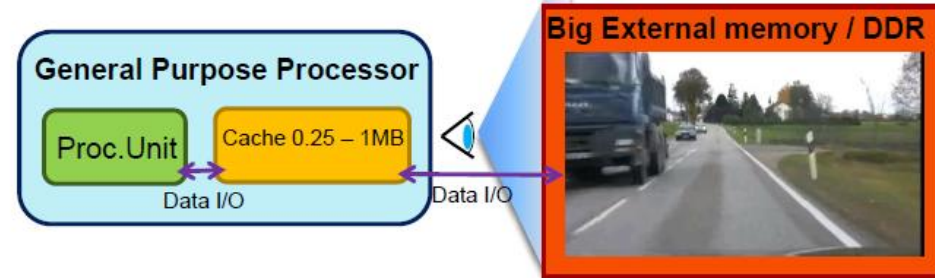 Big External memory / DDR
General Purpose Processor
Proc.Unit
Cache 0.25 – 1MB
Data I/O
Data I/O